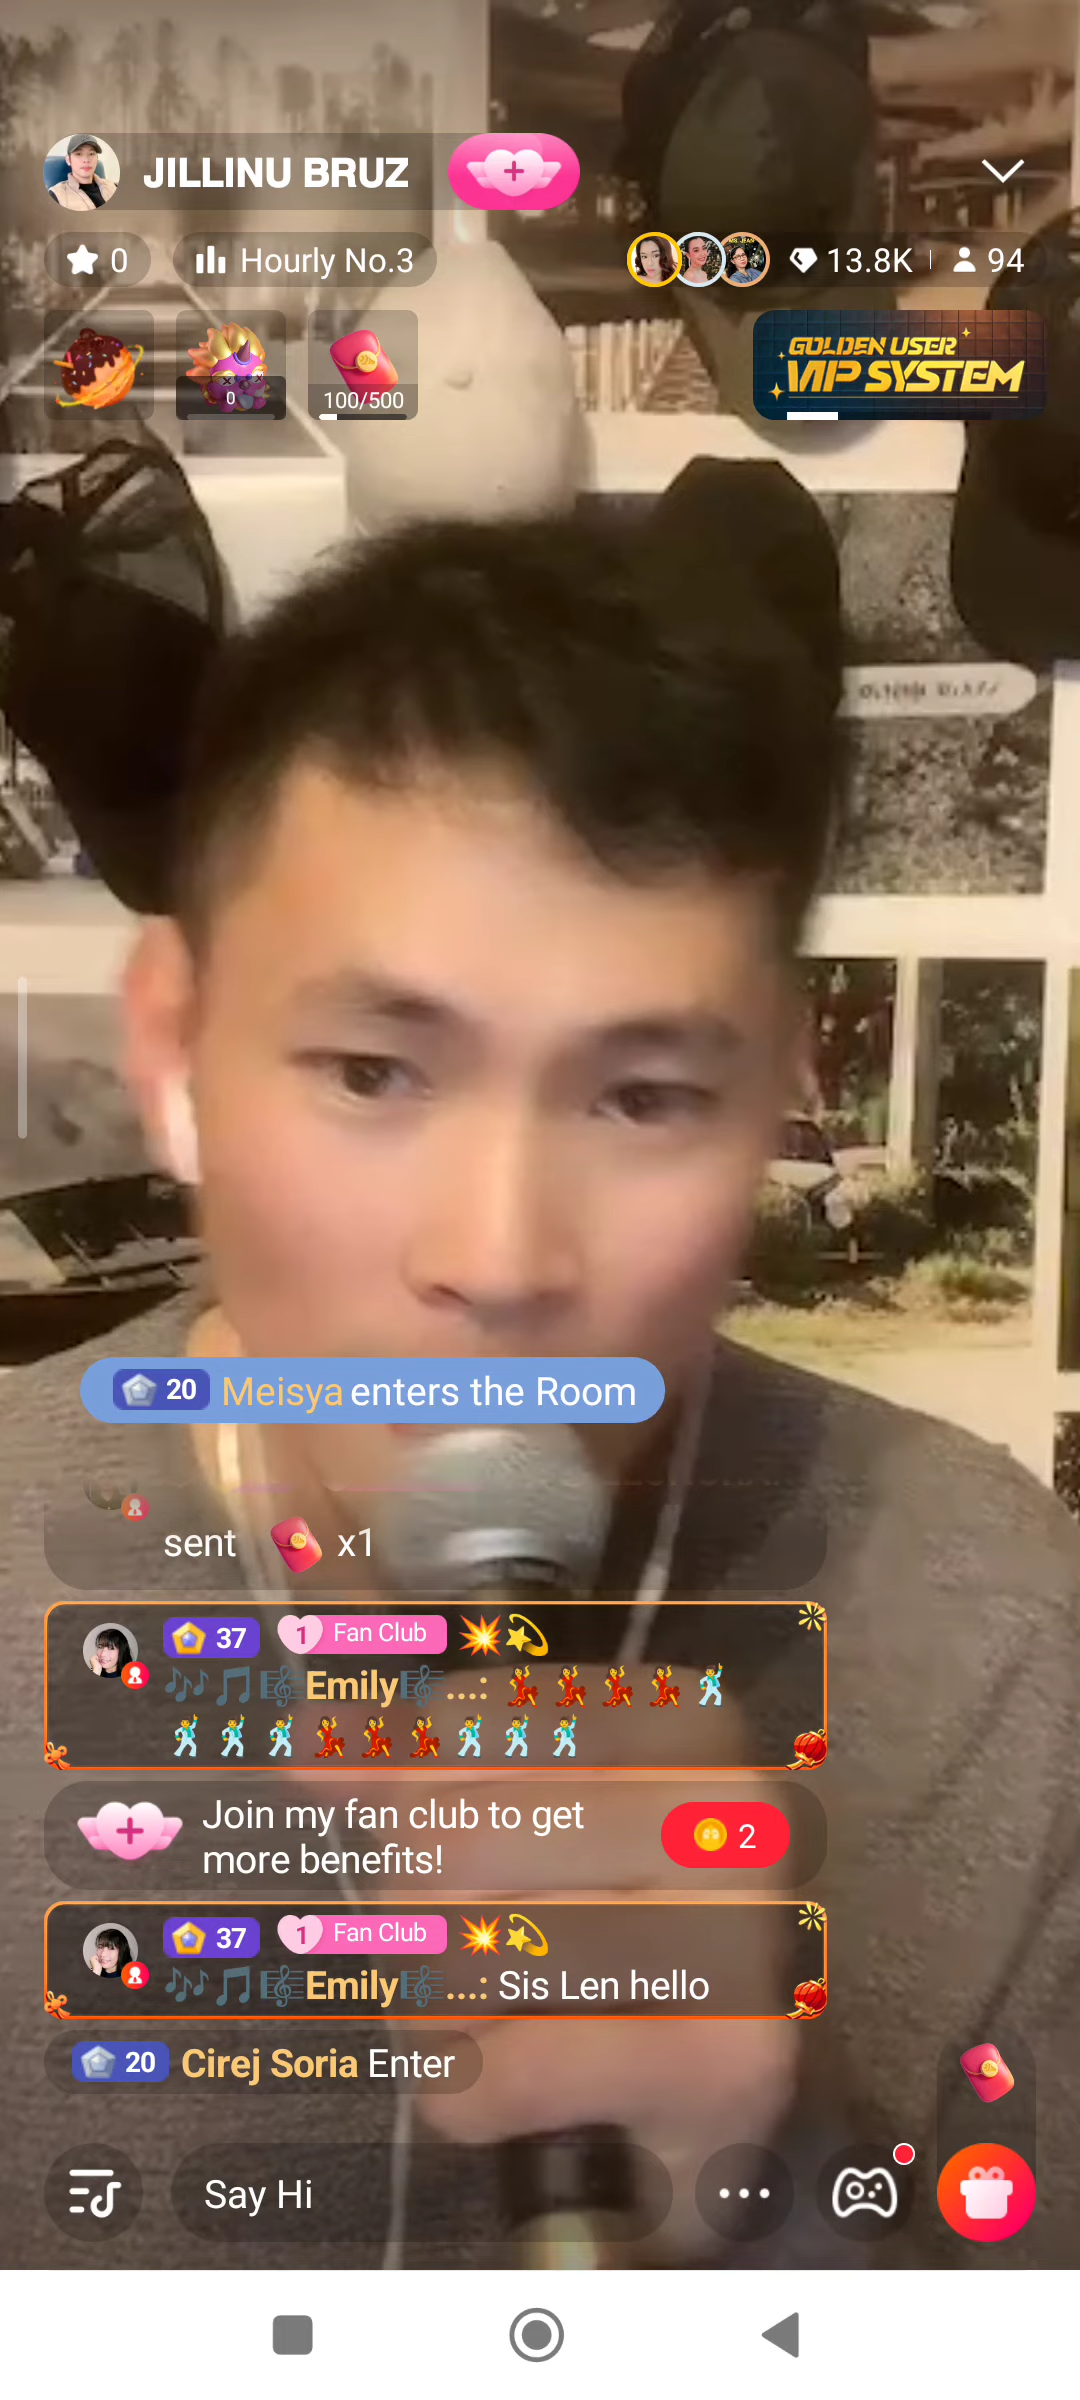 JILLINU BRUZ
0
Hourly No.3
13.8K
94
0
100/500
GOLDEN USER
VIP SYSTEM
20 Meisya enters the Room
sent x1
37 1 Fan Club 💥💫
🎶🎵🎼Emily🎼...: 💃💃💃💃🕺
🕺🕺🕺💃💃💃🕺🕺🕺
Join my fan club to get
more benefits!
2
37 1 Fan Club 💥💫
🎶🎵🎼Emily🎼...: Sis Len hello
20 Cirej Soria Enter
Say Hi